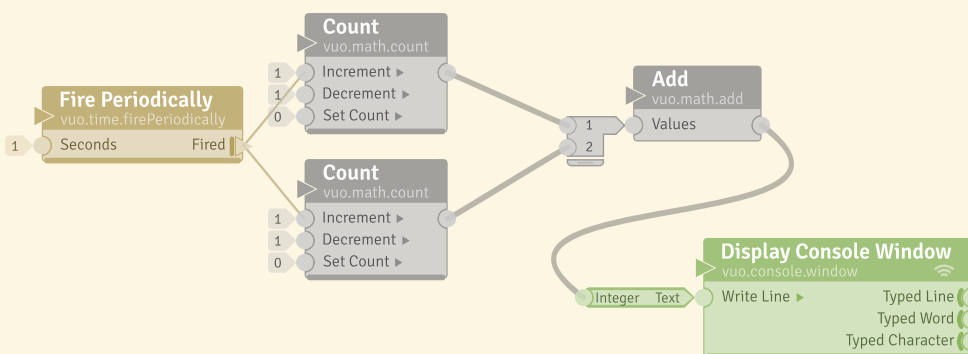 Fire Periodically
vuo.time.firePeriodically
1 Seconds Fired
Count
vuo.math.count
1 Increment
1 Decrement
0 Set Count
Count
vuo.math.count
1 Increment
1 Decrement
0 Set Count
1
2
Add
vuo.math.add
Values
Integer Text
Display Console Window
vuo.console.window
Write Line Typed Line
Typed Word
Typed Character